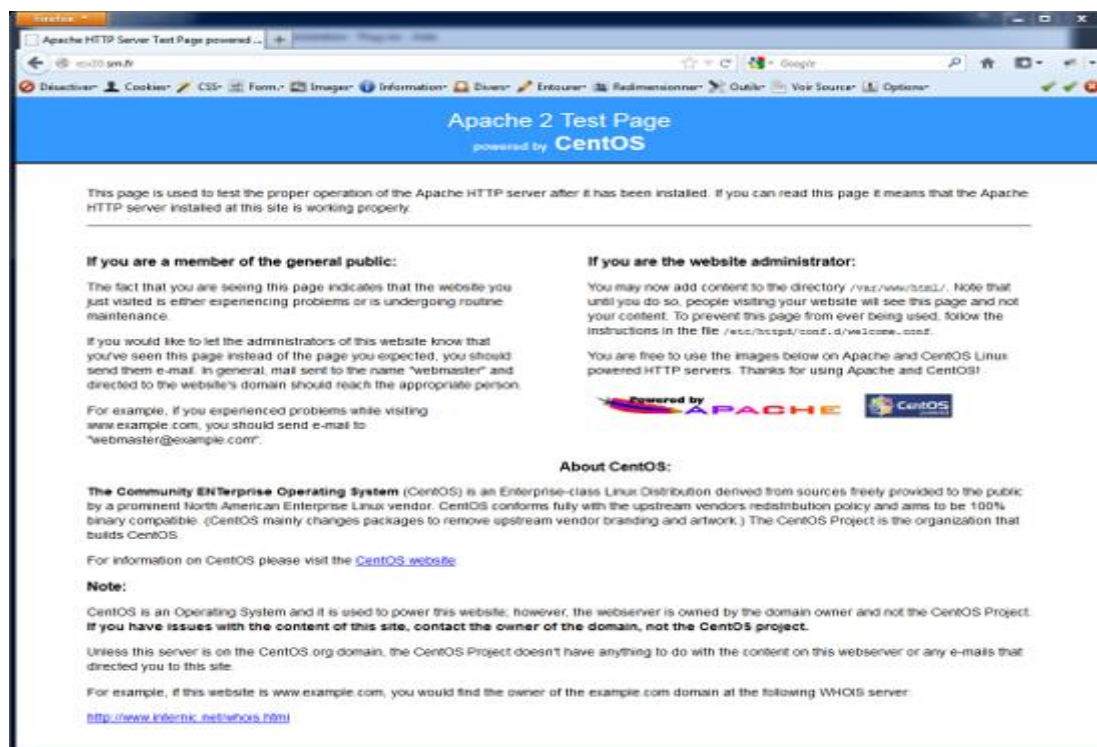 Firefox
Apache HTTP Server Test Page powered ...
sm.fr
Google
Désactiver Cookies CSS Form. Images Information Divers Entourer Redimensionner Outils Voir Source Options
Apache 2 Test Page
powered by CentOS
This page is used to test the proper operation of the Apache HTTP server after it has been installed. If you can read this page it means that the Apache
HTTP server installed at this site is working properly.
If you are a member of the general public:
The fact that you are seeing this page indicates that the website you
just visited is either experiencing problems or is undergoing routine
maintenance.
If you would like to let the administrators of this website know that
you've seen this page instead of the page you expected, you should
send them e-mail. In general, mail sent to the name "webmaster" and
directed to the website's domain should reach the appropriate person.
For example, if you experienced problems while visiting
www.example.com, you should send e-mail to
"webmaster@example.com".
If you are the website administrator:
You may now add content to the directory /var/www/html/. Note that
until you do so, people visiting your website will see this page and not
your content. To prevent this page from ever being used, follow the
instructions in the file /etc/httpd/conf.d/welcome.conf.
You are free to use the images below on Apache and CentOS Linux
powered HTTP servers. Thanks for using Apache and CentOS!
Powered by
APACHE
CentOS
About CentOS:
The Community ENTerprise Operating System (CentOS) is an Enterprise-class Linux Distribution derived from sources freely provided to the public
by a prominent North American Enterprise Linux vendor. CentOS conforms fully with the upstream vendors redistribution policy and aims to be 100%
binary compatible. (CentOS mainly changes packages to remove upstream vendor branding and artwork.) The CentOS Project is the organization that
builds CentOS.
For information on CentOS please visit the CentOS website.
Note:
CentOS is an Operating System and it is used to power this website; however, the webserver is owned by the domain owner and not the CentOS Project.
If you have issues with the content of this site, contact the owner of the domain, not the CentOS project.
Unless this server is on the CentOS.org domain, the CentOS Project doesn't have anything to do with the content on this webserver or any e-mails that
directed you to this site.
For example, if this website is www.example.com, you would find the owner of the example.com domain at the following WHOIS server:
http://www.internic.net/whois.html